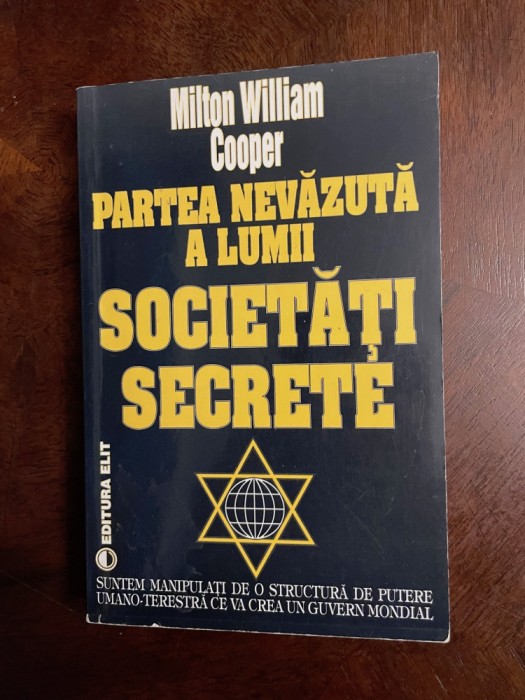 Milton William
Cooper
PARTEA NEVĂZUTĂ
A LUMII
SOCIETĂȚI
SECRETE
EDITURA ELIT
SUNTEM MANIPULAȚI DE O STRUCTURĂ DE PUTERE
UMANO-TERESTRĂ CE VA CREA UN GUVERN MONDIAL